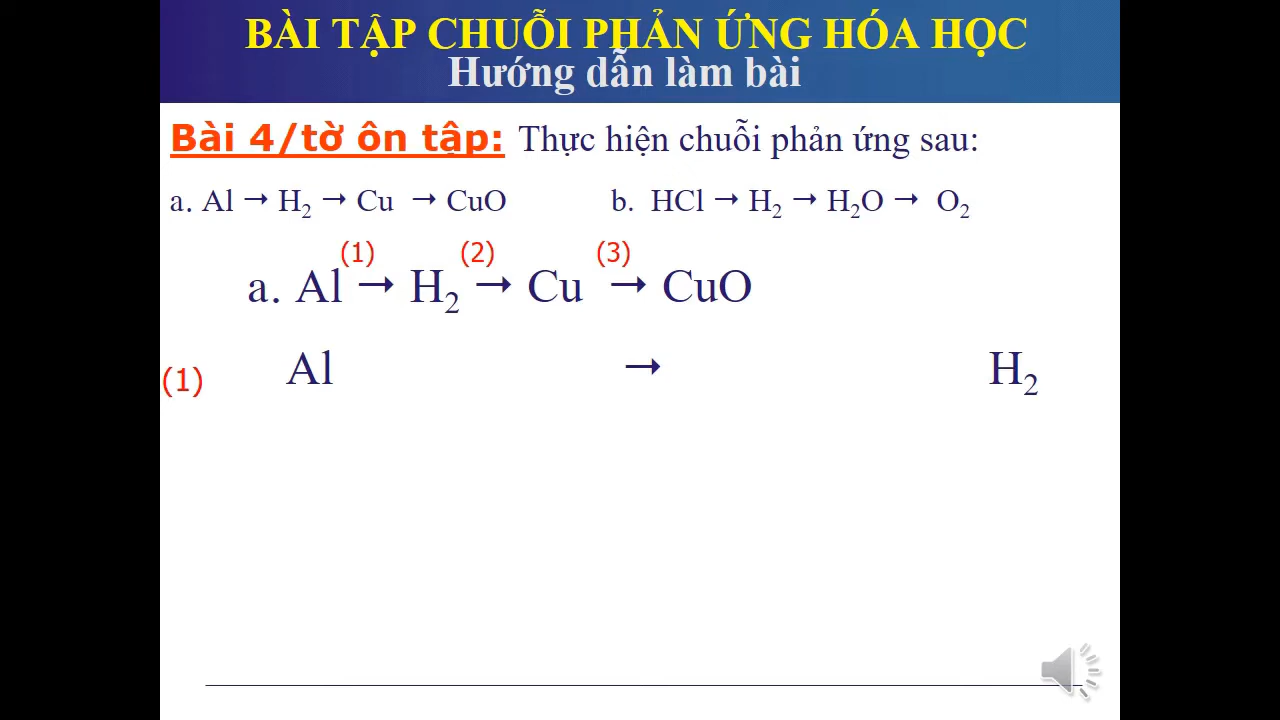 BÀI TẬP CHUỖI PHẢN ỨNG HÓA HỌC
Hướng dẫn làm bài
Bài 4/tờ ôn tập: Thực hiện chuỗi phản ứng sau:
a. Al → H₂ → Cu → CuO b. HCl → H₂ → H₂O → O₂
(1) (2) (3)
a. Al → H₂ → Cu → CuO
(1) Al → H₂